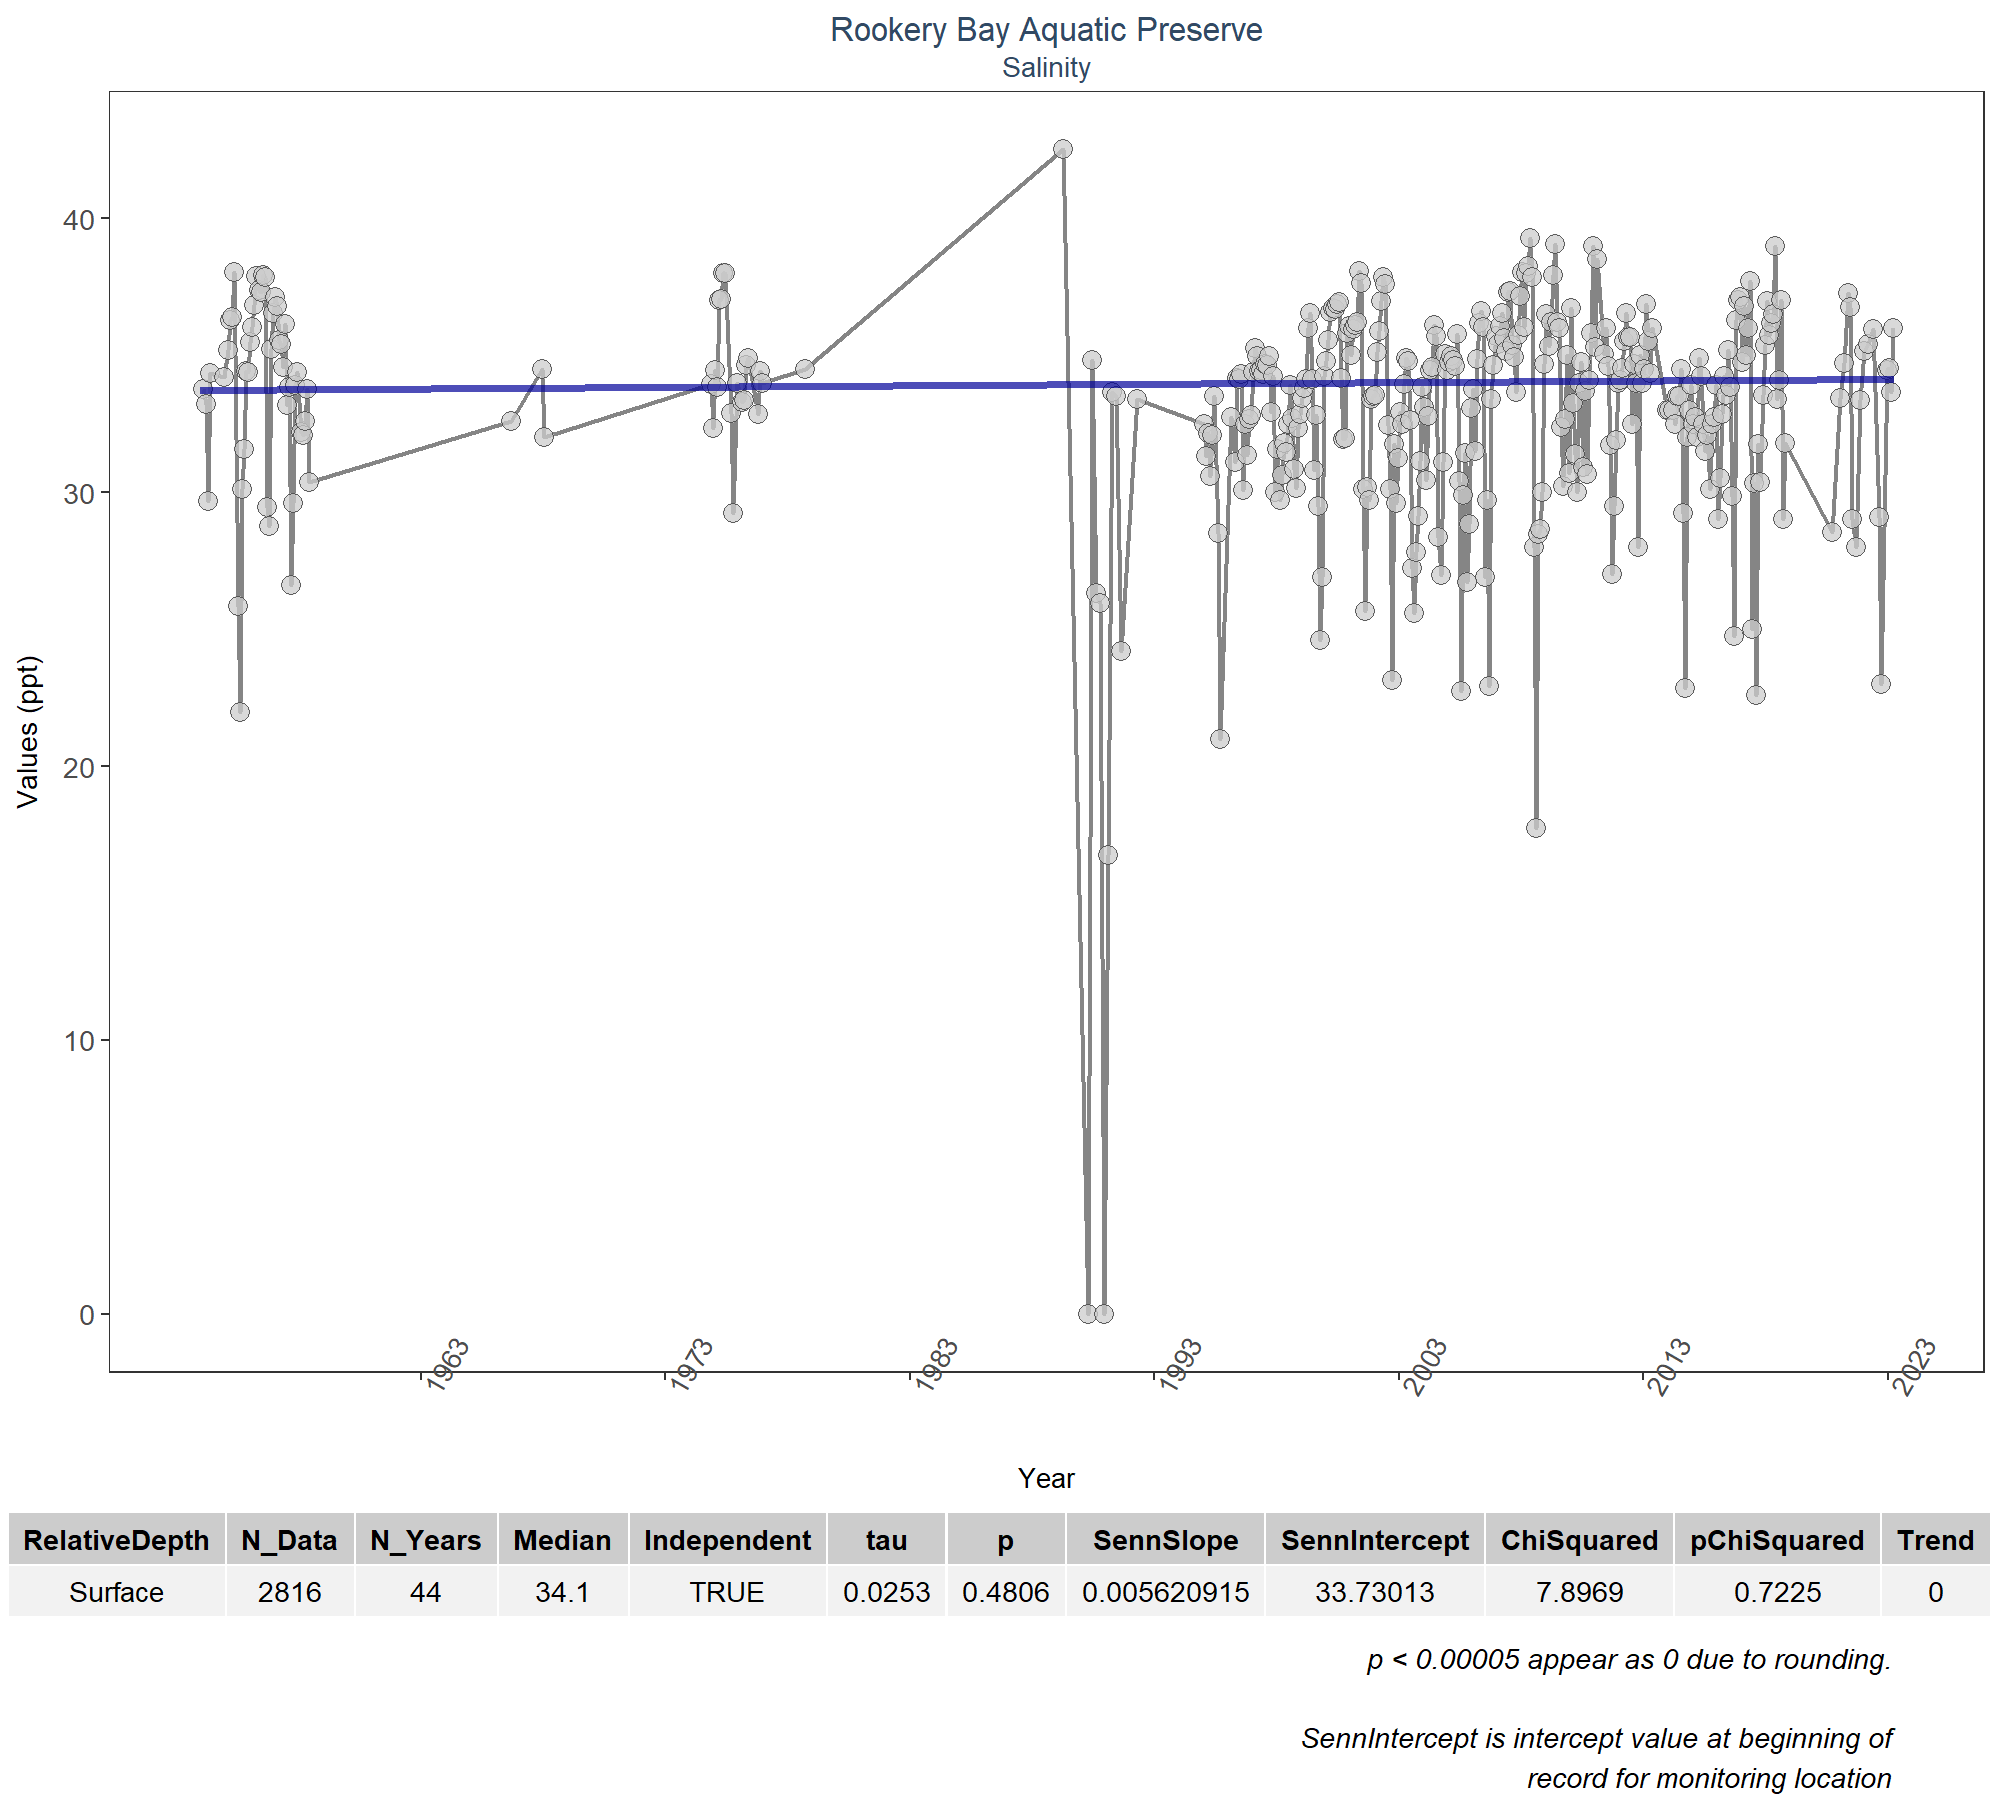 Rookery Bay Aquatic Preserve
Salinity
Values (ppt)
40
30
20
10
0
1963 1973 1983 1993 2003 2013 2023
Year
RelativeDepth N_Data N_Years Median Independent tau p SennSlope SennIntercept ChiSquared pChiSquared Trend
Surface 2816 44 34.1 TRUE 0.0253 0.4806 0.005620915 33.73013 7.8969 0.7225 0
p < 0.00005 appear as 0 due to rounding.
SennIntercept is intercept value at beginning of
record for monitoring location